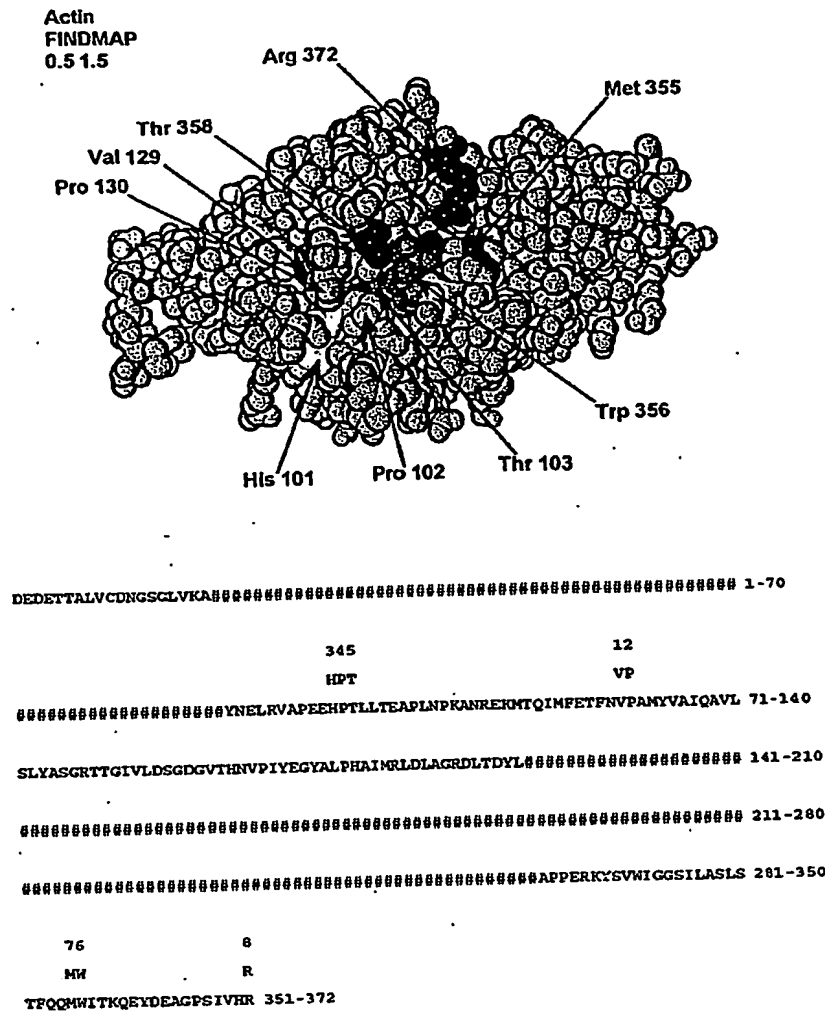 Actin
FINDMAP
0.5 1.5
Arg 372
Met 355
Thr 358
Val 129
Pro 130
Trp 356
Thr 103
Pro 102
His 101
DEDETTALVCDNGSGLVKA################################################### 1-70
345 12
HPT VP
####################YNELRVAPEEHPTLLTEAPLNPKANREKMTQIMFETFNVPAMYVAIQAVL 71-140
SLYASGRTTGIVLDSGDGVTHNVPIYEGYALPHAIMRLDLAGRDLTDYL##################### 141-210
###################################################################### 211-280
##################################################APPERKYSVWIGGSILASLS 281-350
76 8
MW R
TFQQMWITKQEYDEAGPSIVHR 351-372